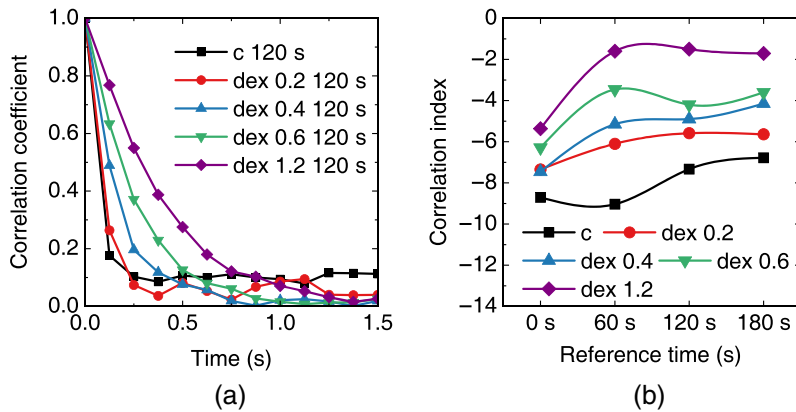 1.0
0.8
0.6
0.4
0.2
0.0
0.0 0.5 1.0 1.5
Correlation coefficient
Time (s)
c 120 s
dex 0.2 120 s
dex 0.4 120 s
dex 0.6 120 s
dex 1.2 120 s
(a)
−0
−2
−4
−6
−8
−10
−12
−14
0 s 60 s 120 s 180 s
Correlation index
Reference time (s)
c dex 0.2
dex 0.4 dex 0.6
dex 1.2
(b)